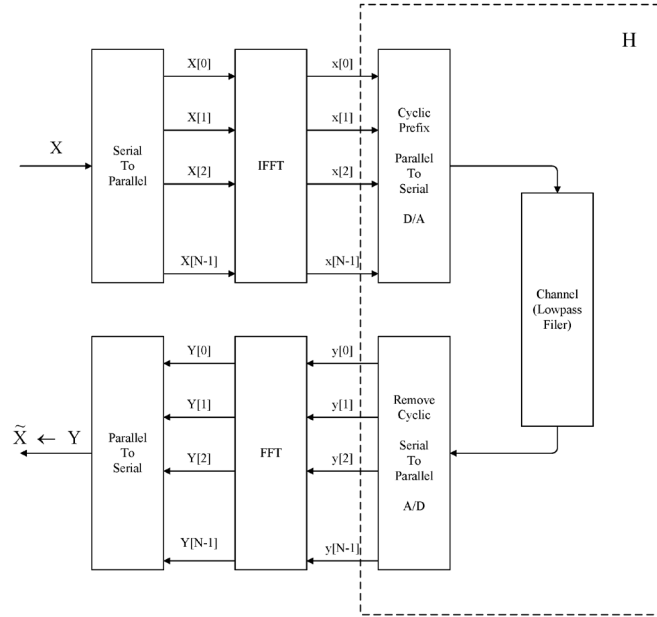 H
X[0]
x[0]
X[1]
x[1]
X[2]
x[2]
X[N-1]
x[N-1]
X
Serial
To
Parallel
IFFT
Cyclic
Prefix
Parallel
To
Serial
D/A
Channel
(Lowpass
Filer)
Y[0]
y[0]
Y[1]
y[1]
Y[2]
y[2]
Y[N-1]
y[N-1]
X̃ ← Y
Parallel
To
Serial
FFT
Remove
Cyclic
Serial
To
Parallel
A/D